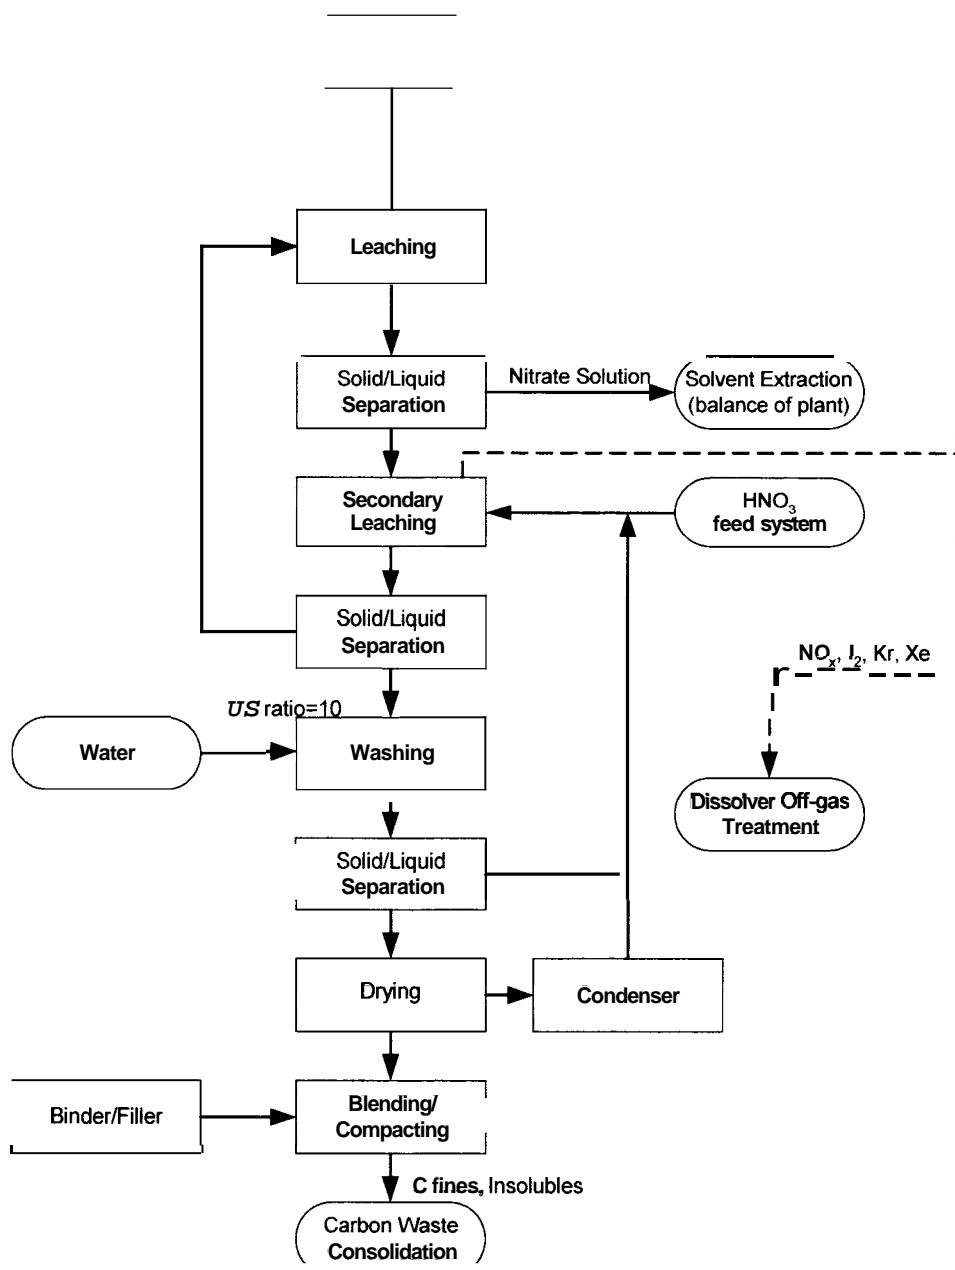 Leaching
Solid/Liquid
Separation
Nitrate Solution
Solvent Extraction
(balance of plant)
Secondary
Leaching
HNO₃
feed system
Solid/Liquid
Separation
NOₓ, I₂, Kr, Xe
US ratio=10
Water
Washing
Dissolver Off-gas
Treatment
Solid/Liquid
Separation
Drying
Condenser
Binder/Filler
Blending/
Compacting
C fines, Insolubles
Carbon Waste
Consolidation